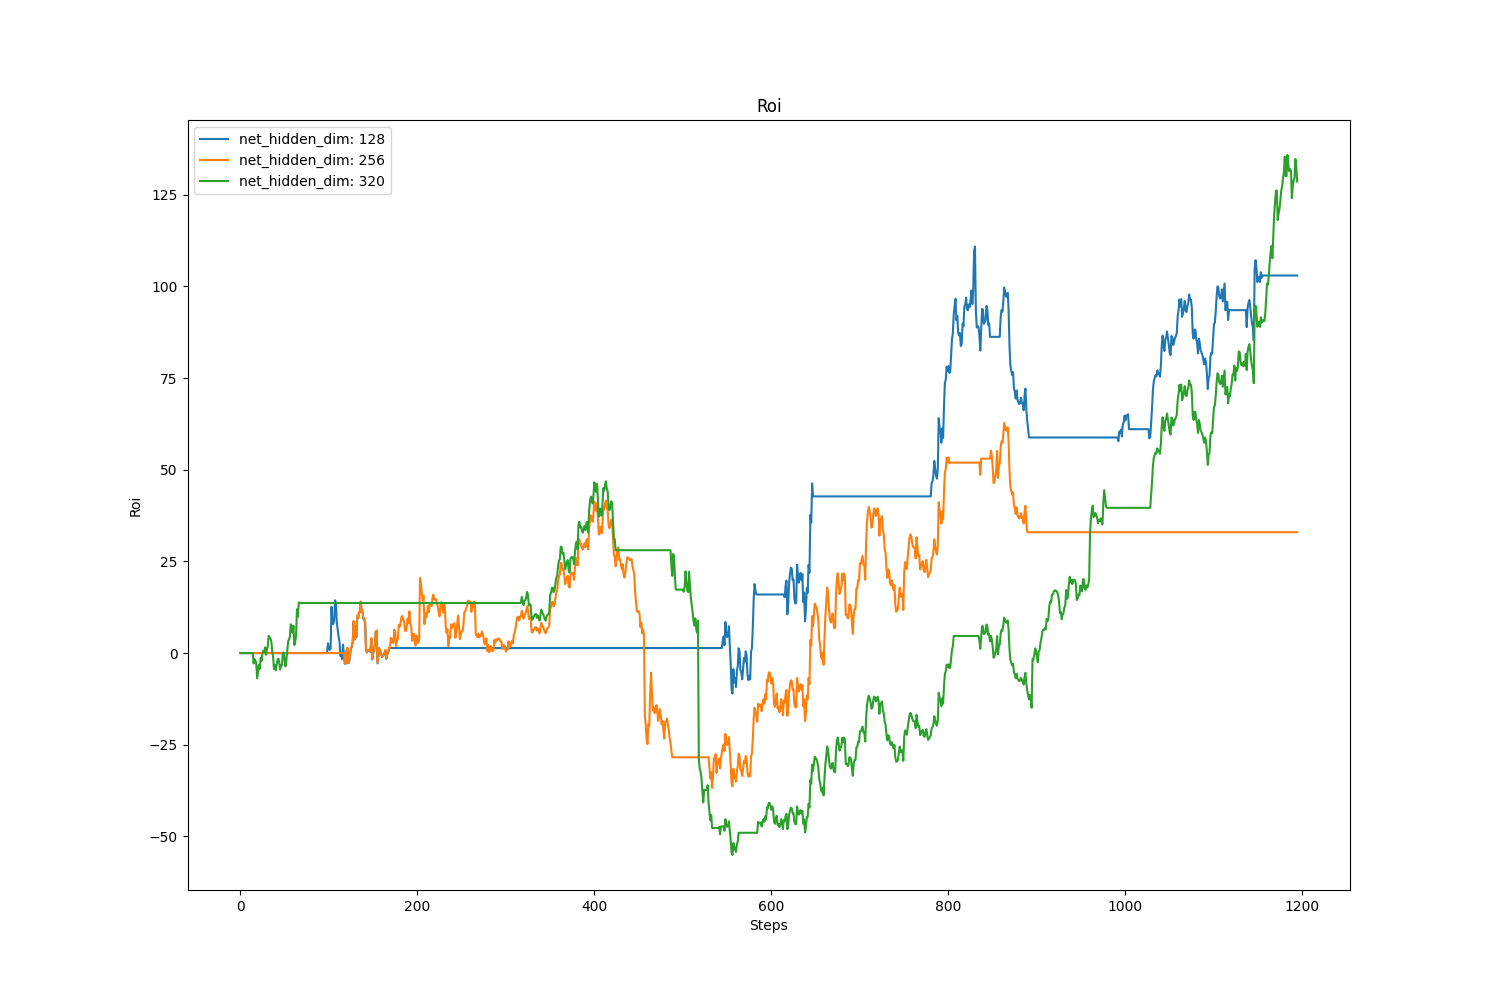 Roi
net_hidden_dim: 128
net_hidden_dim: 256
net_hidden_dim: 320
Roi
125
100
75
50
25
0
−25
−50
0 200 400 600 800 1000 1200
Steps